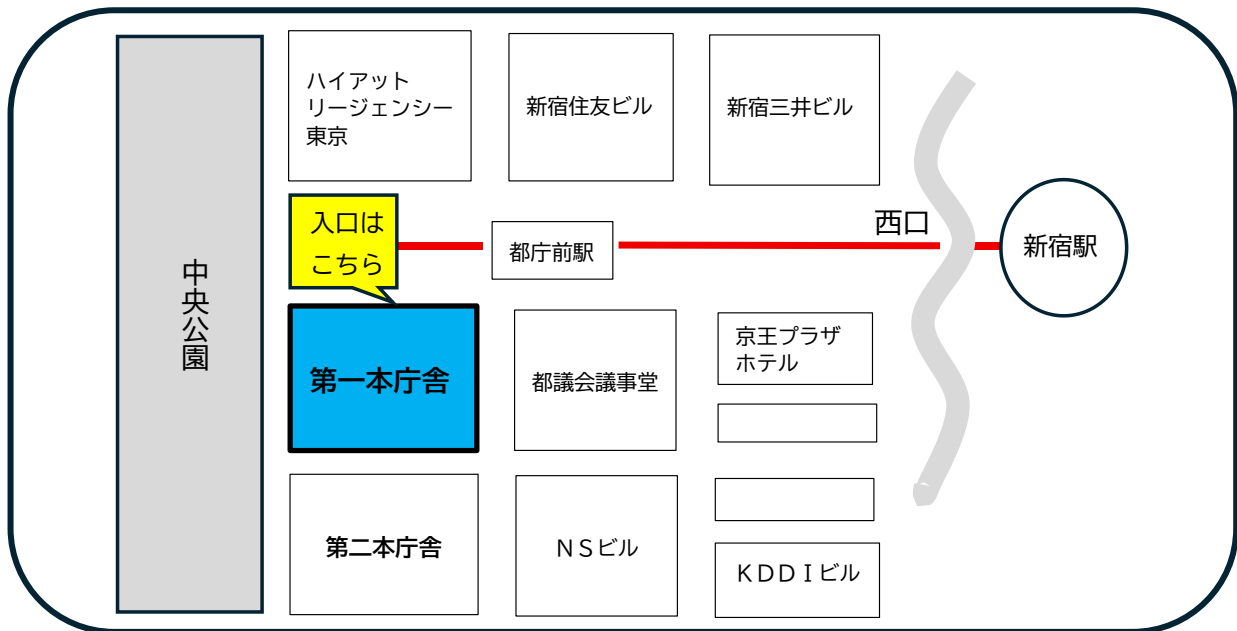 ハイアット
リージェンシー
東京
新宿住友ビル
新宿三井ビル
入口は
こちら
都庁前駅
西口
新宿駅
中央公園
第一本庁舎
都議会議事堂
京王プラザ
ホテル
第二本庁舎
ＮＳビル
ＫＤＤＩビル